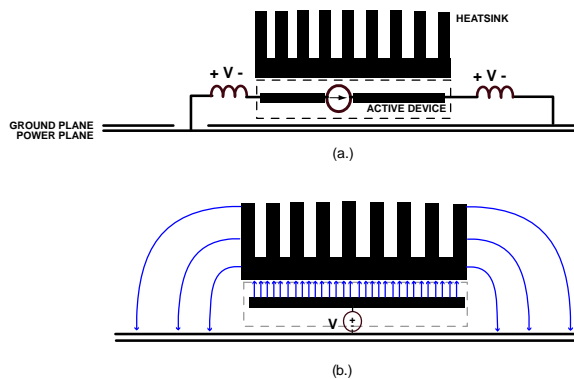 HEATSINK
+ V -
+ V -
ACTIVE DEVICE
GROUND PLANE
POWER PLANE
(a.)
V
+
(b.)